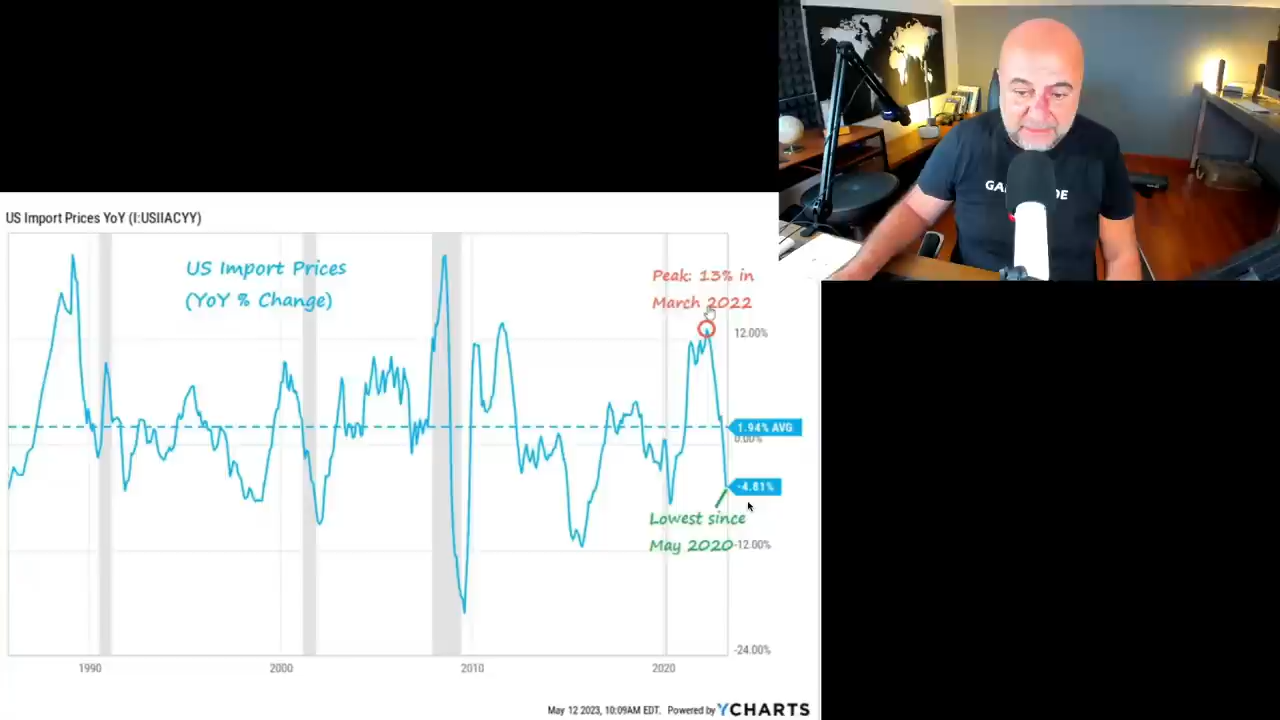 US Import Prices YoY (I:USIIACYY)
US Import Prices
(YoY % Change)
Peak: 13% in
March 2022
12.00%
1.94% AVG
0.00%
-4.81%
Lowest since
May 2020
-12.00%
-24.00%
1990
2000
2010
2020
May 12 2023, 10:09AM EDT. Powered by YCHARTS